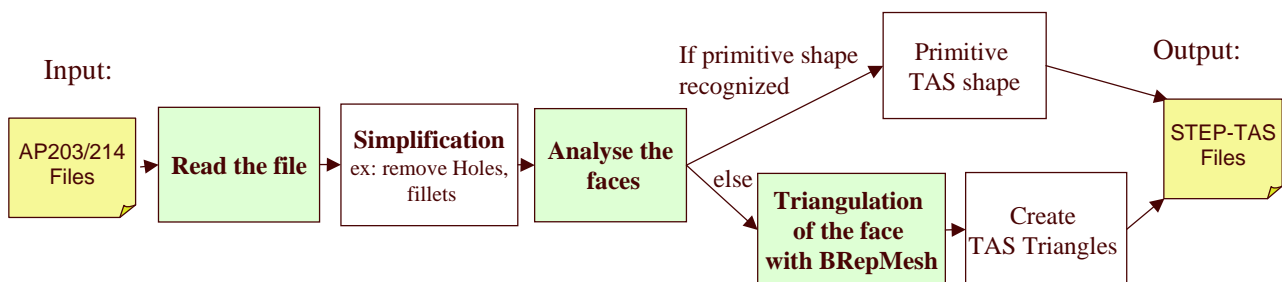 Input:
AP203/214
Files
Read the file
Simplification
ex: remove Holes,
fillets
Analyse the
faces
If primitive shape
recognized
Primitive
TAS shape
else
Triangulation
of the face
with BRepMesh
Create
TAS Triangles
Output:
STEP-TAS
Files